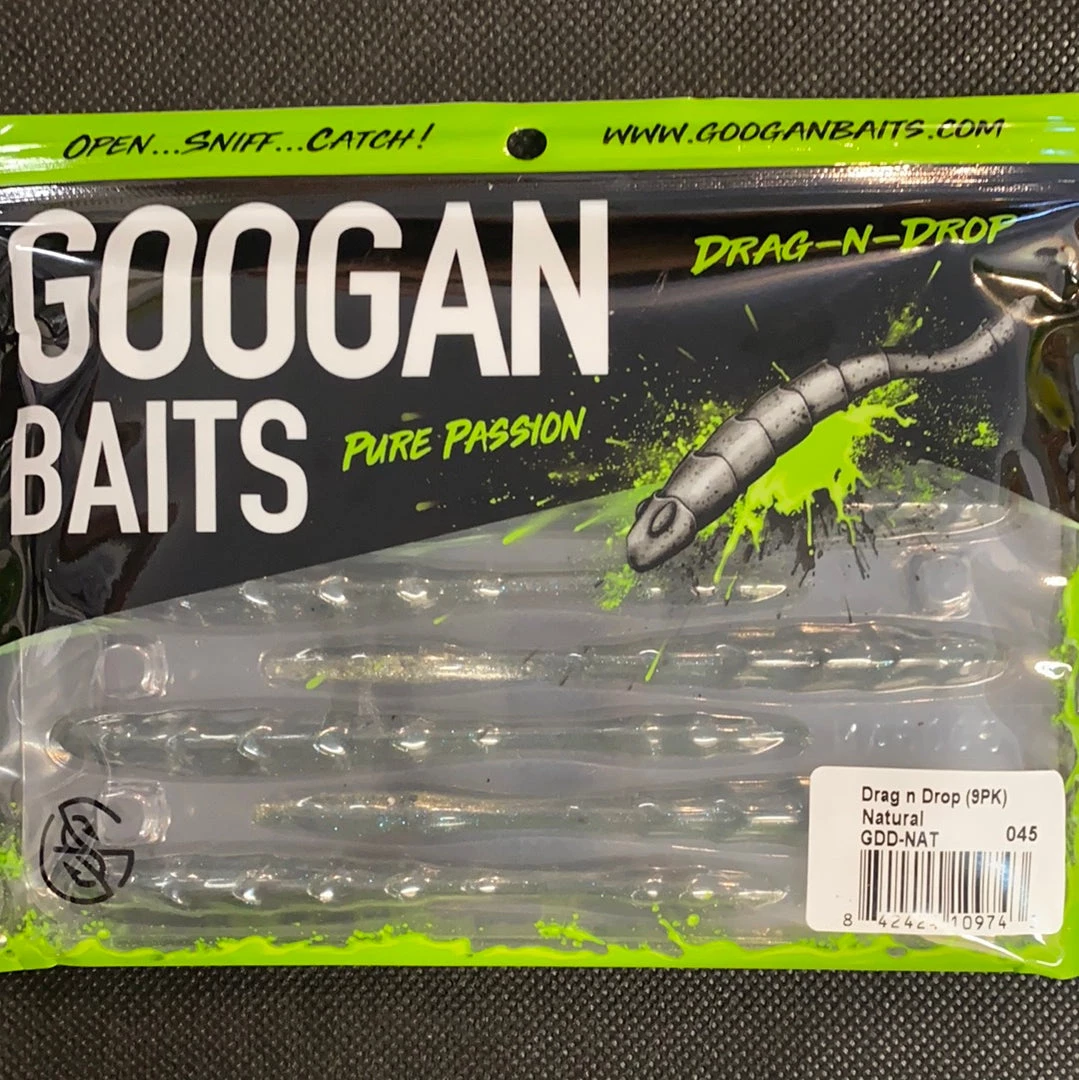 OPEN...SNIFF...CATCH!
WWW.GOOGANBAITS.COM
GOOGAN
BAITS
PURE PASSION
DRAG-N-DROP
Drag n Drop (9PK)
Natural
GDD-NAT 045
8